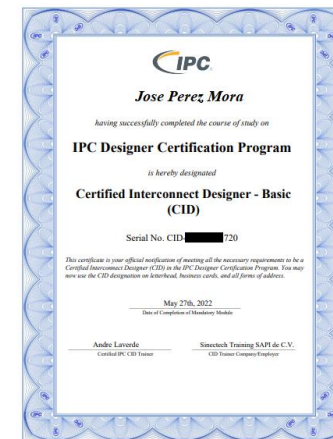 IPC
Jose Perez Mora
having successfully completed the course of study on
IPC Designer Certification Program
is hereby designated
Certified Interconnect Designer - Basic
(CID)
Serial No. CID- 720
This certificate is your official notification of meeting all the necessary requirements to be a
Certified Interconnect Designer (CID) in the IPC Designer Certification Program. You may
now use the CID designation on letterhead, business cards, and all forms of address.
May 27th, 2022
Date of Completion of Mandatory Module
Andre Laverde
Certified IPC CID Trainer
Sinectech Training SAPI de C.V.
CID Trainer Company/Employer